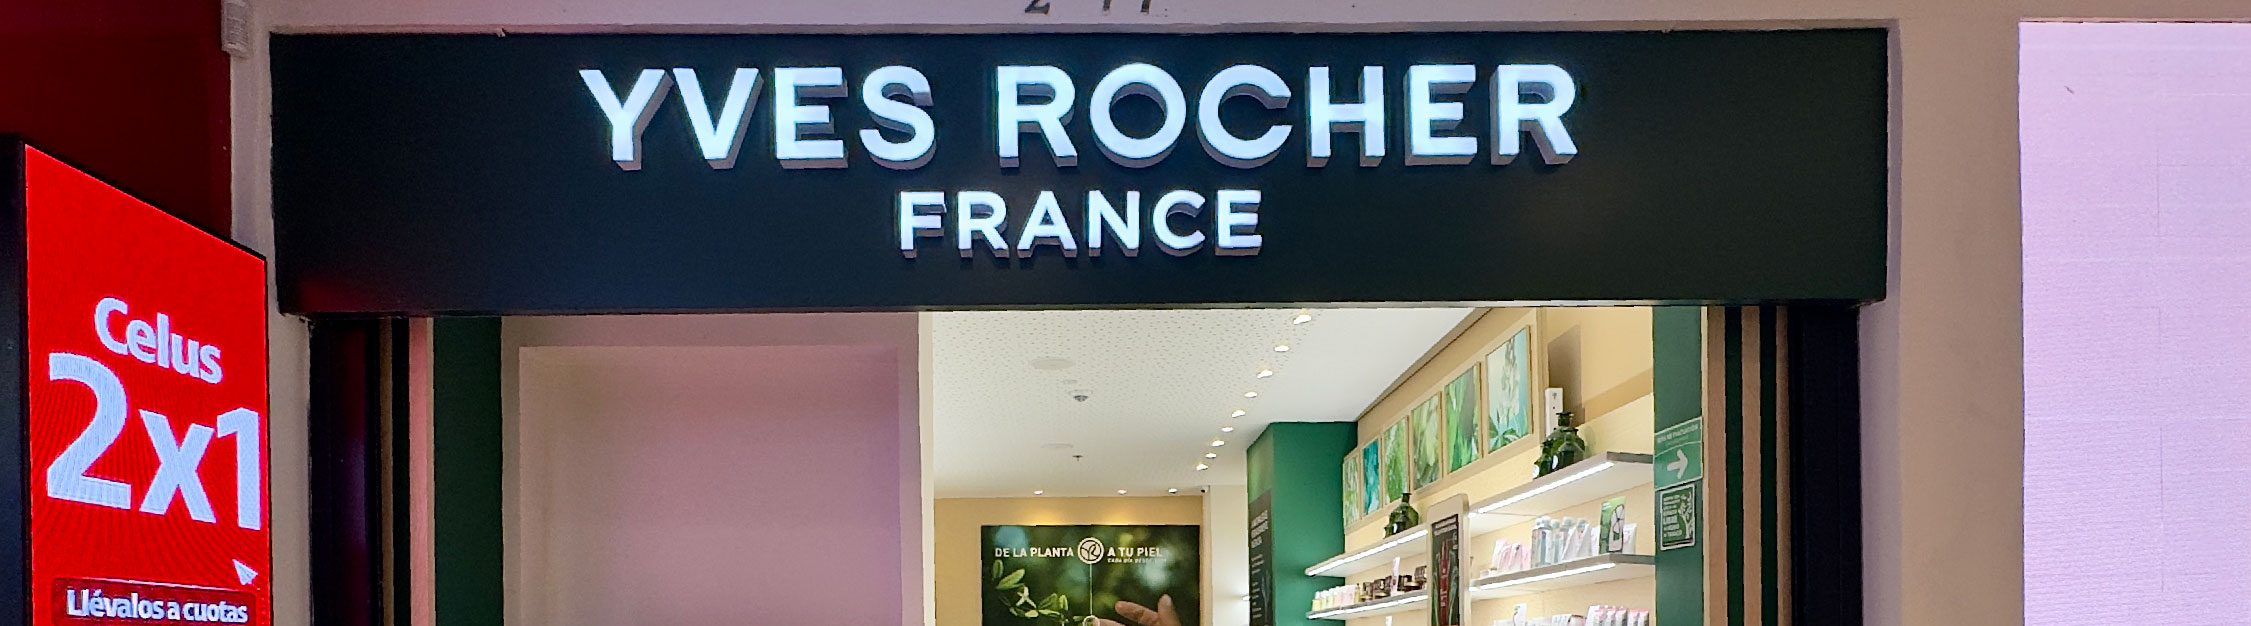 YVES ROCHER
FRANCE
Celus
2x1
Llévalos a cuotas
DE LA PLANTA A TU PIEL